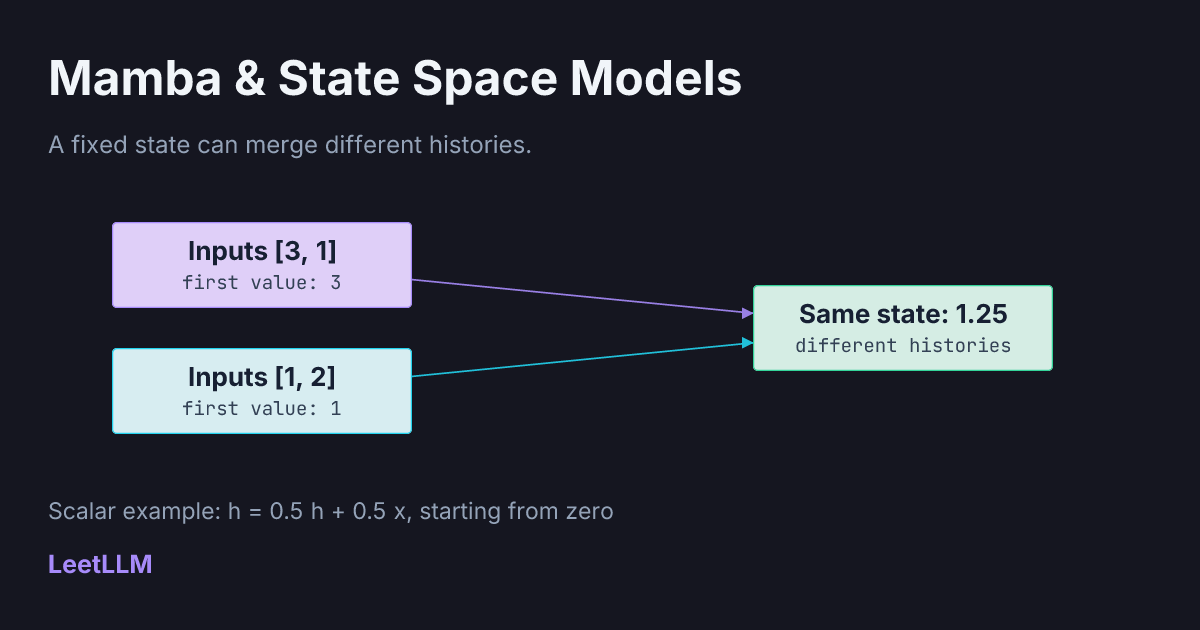 Mamba & State Space Models
A fixed state can merge different histories.
Inputs [3, 1]
first value: 3
Inputs [1, 2]
first value: 1
Same state: 1.25
different histories
Scalar example: h = 0.5 h + 0.5 x, starting from zero
LeetLLM